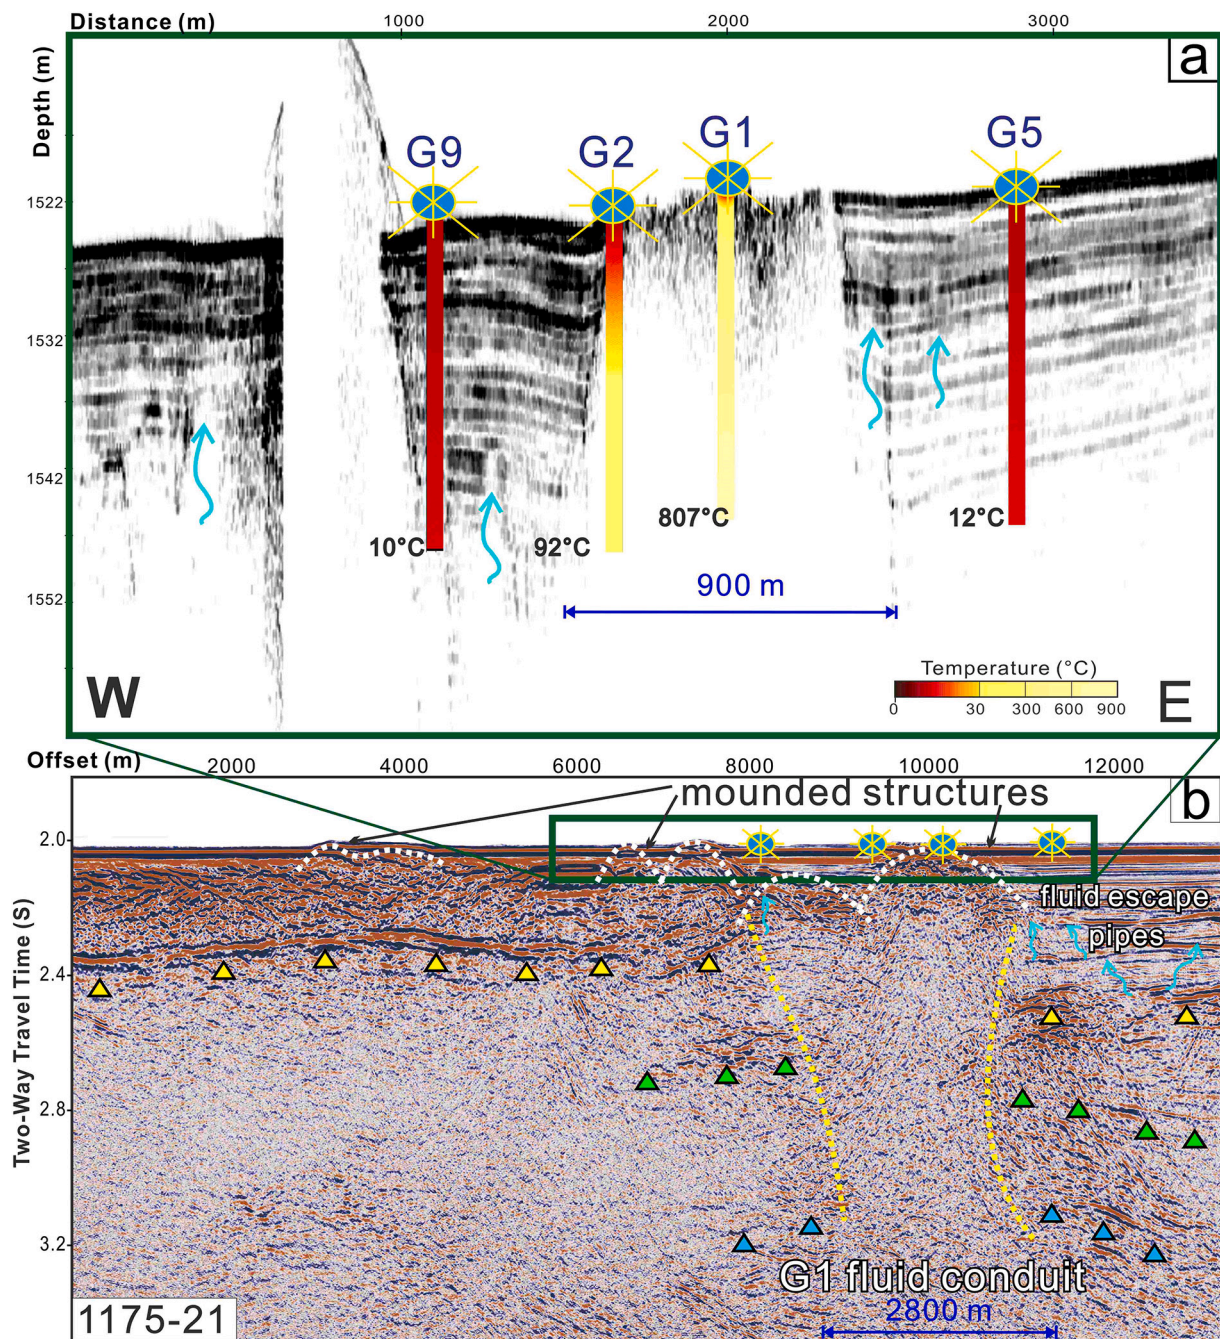 Distance (m)
1000
2000
3000
a
Depth (m)
1522
1532
1542
1552
G9
G2
G1
G5
10°C
92°C
807°C
12°C
900 m
Temperature (°C)
0
30
300
600
900
W
E
Offset (m)
2000
4000
6000
8000
10000
12000
b
mounded structures
Two-Way Travel Time (S)
2.0
2.4
2.8
3.2
fluid escape
pipes
G1 fluid conduit
2800 m
1175-21